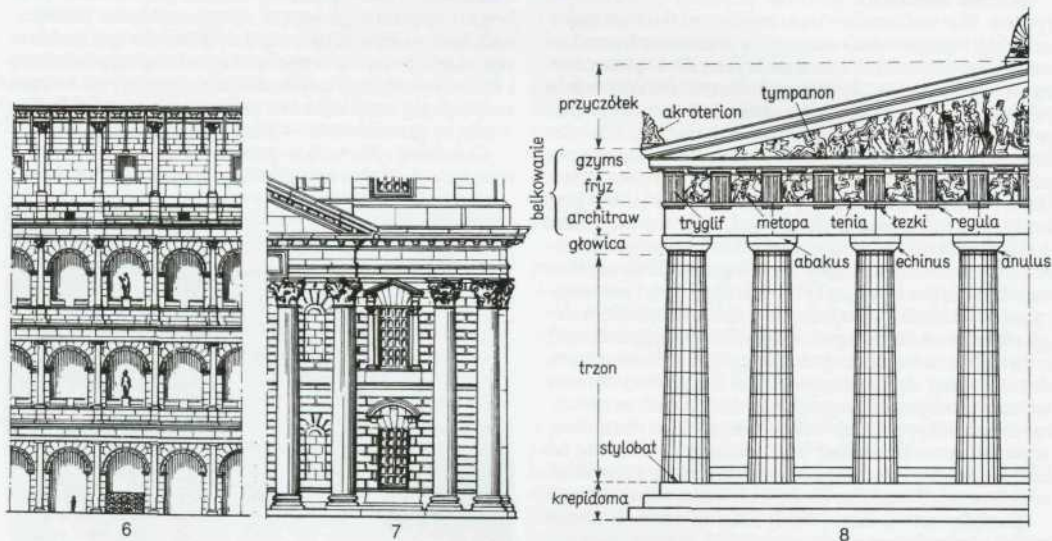 przyczółek
tympanon
akroterion
belkowanie
gzyms
fryz
architraw
głowica
tryglif
metopa
tenia
łezki
regula
abakus
echinus
anulus
trzon
stylobat
krepidoma
6
7
8